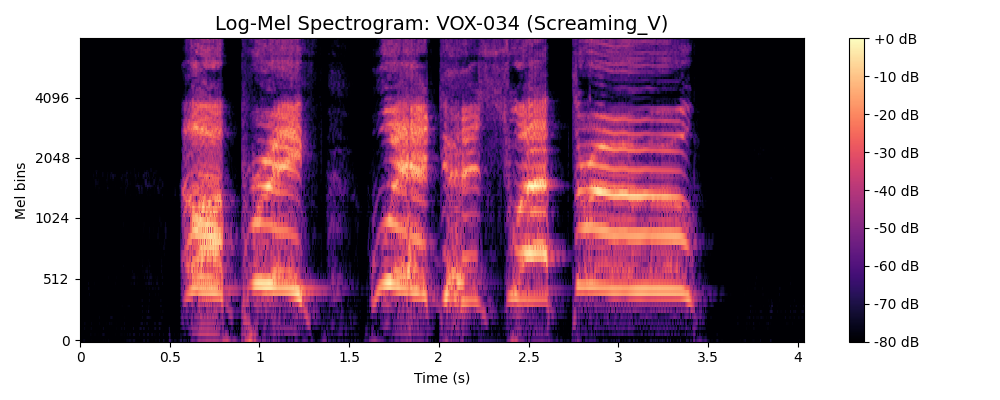 Log-Mel Spectrogram: VOX-034 (Screaming_V)
Mel bins
4096
2048
1024
512
0
0
0.5
1
1.5
2
2.5
3
3.5
4
Time (s)
+0 dB
-10 dB
-20 dB
-30 dB
-40 dB
-50 dB
-60 dB
-70 dB
-80 dB